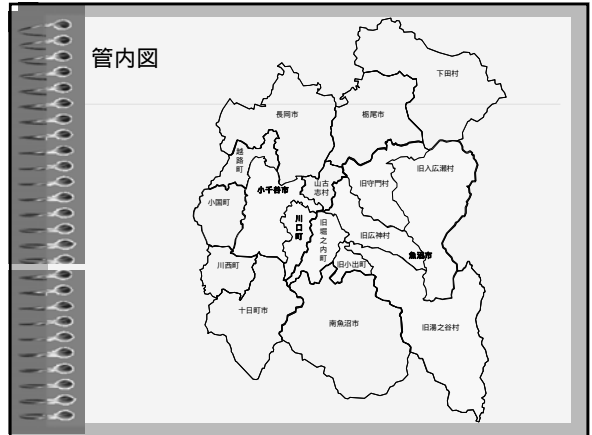 管内図
下田村
長岡市
栃尾市
越路町
旧入広瀬村
旧守門村
山古志村
小千谷市
小国町
川口町
旧堀之内町
旧広神村
魚沼市
川西町
旧小出町
十日町市
南魚沼市
旧湯之谷村